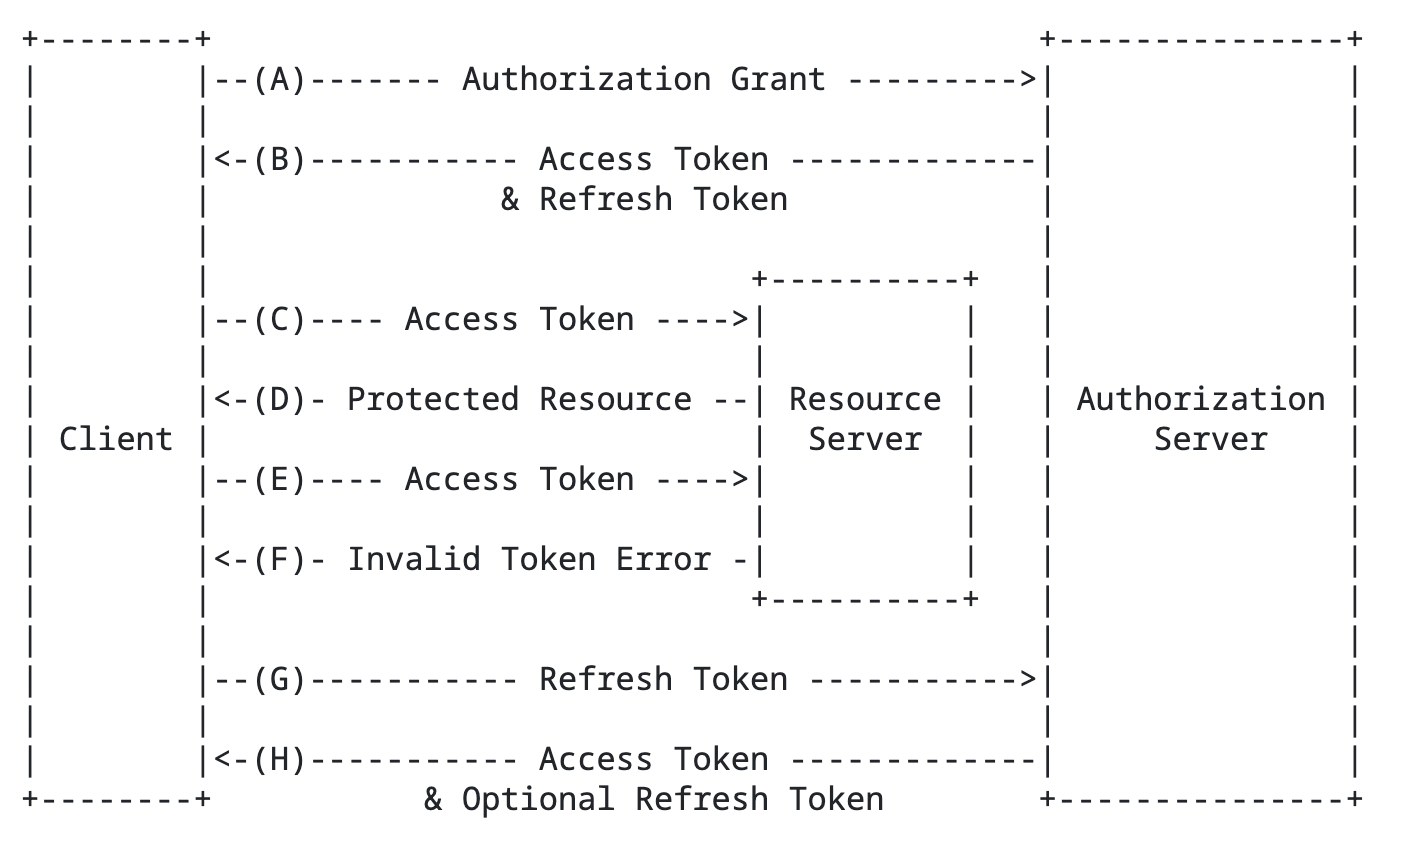 +--------+                                           +---------------+
|        |--(A)------- Authorization Grant --------->|               |
|        |                                           |               |
|        |<-(B)----------- Access Token -------------|               |
|        |               & Refresh Token             |               |
|        |                                           |               |
|        |                            +----------+   |               |
|        |--(C)---- Access Token ---->|          |   |               |
|        |                            |          |   |               |
|        |<-(D)- Protected Resource --| Resource |   | Authorization |
| Client |                            |  Server  |   |     Server    |
|        |--(E)---- Access Token ---->|          |   |               |
|        |                            |          |   |               |
|        |<-(F)- Invalid Token Error -|          |   |               |
|        |                            +----------+   |               |
|        |                                           |               |
|        |--(G)----------- Refresh Token ----------->|               |
|        |                                           |               |
|        |<-(H)----------- Access Token -------------|               |
+--------+           & Optional Refresh Token        +---------------+